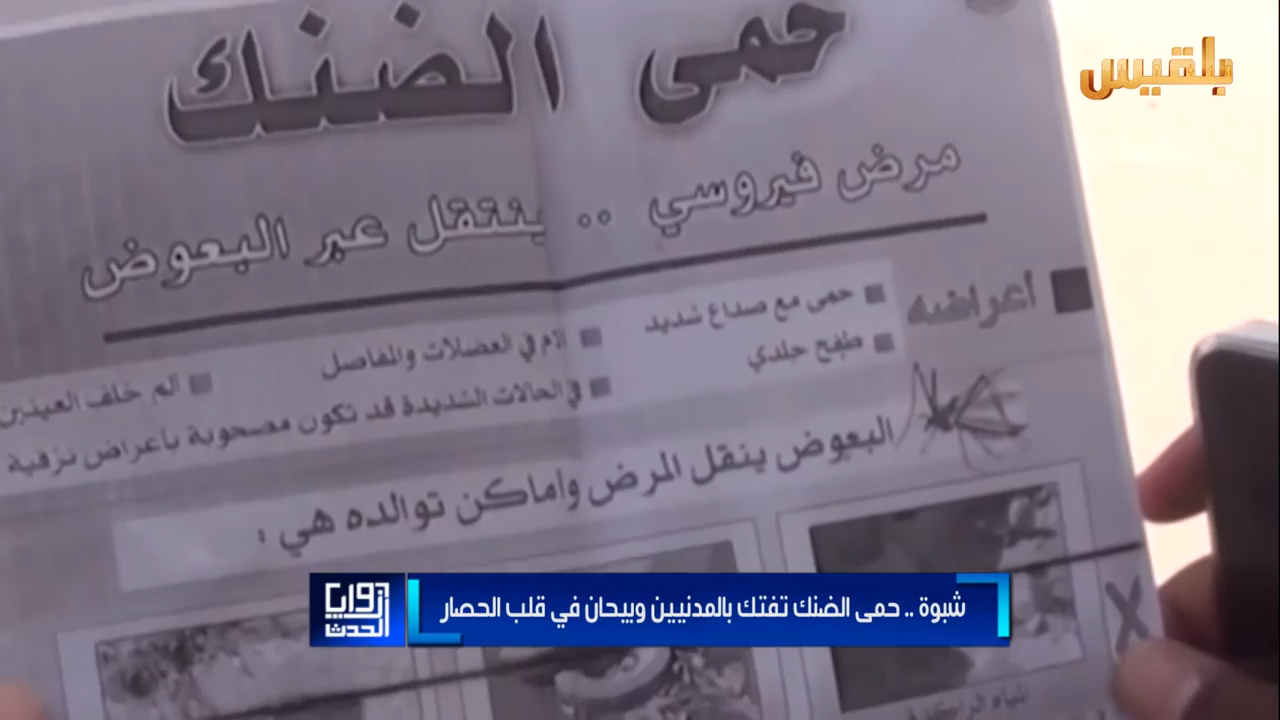 بلقيس
حمى الضنك
مرض فيروسي .. ينتقل عبر البعوض
أعراضه
حمى مع صداع شديد
آلام في العضلات والمفاصل
ألم خلف العينين
طفح جلدي
في الحالات الشديدة قد تكون مصحوبة بأعراض نزفية
البعوض ينقل المرض واماكن توالده هي :
زوايا الحدث
شبوة .. حمى الضنك تفتك بالمدنيين وبيحان في قلب الحصار